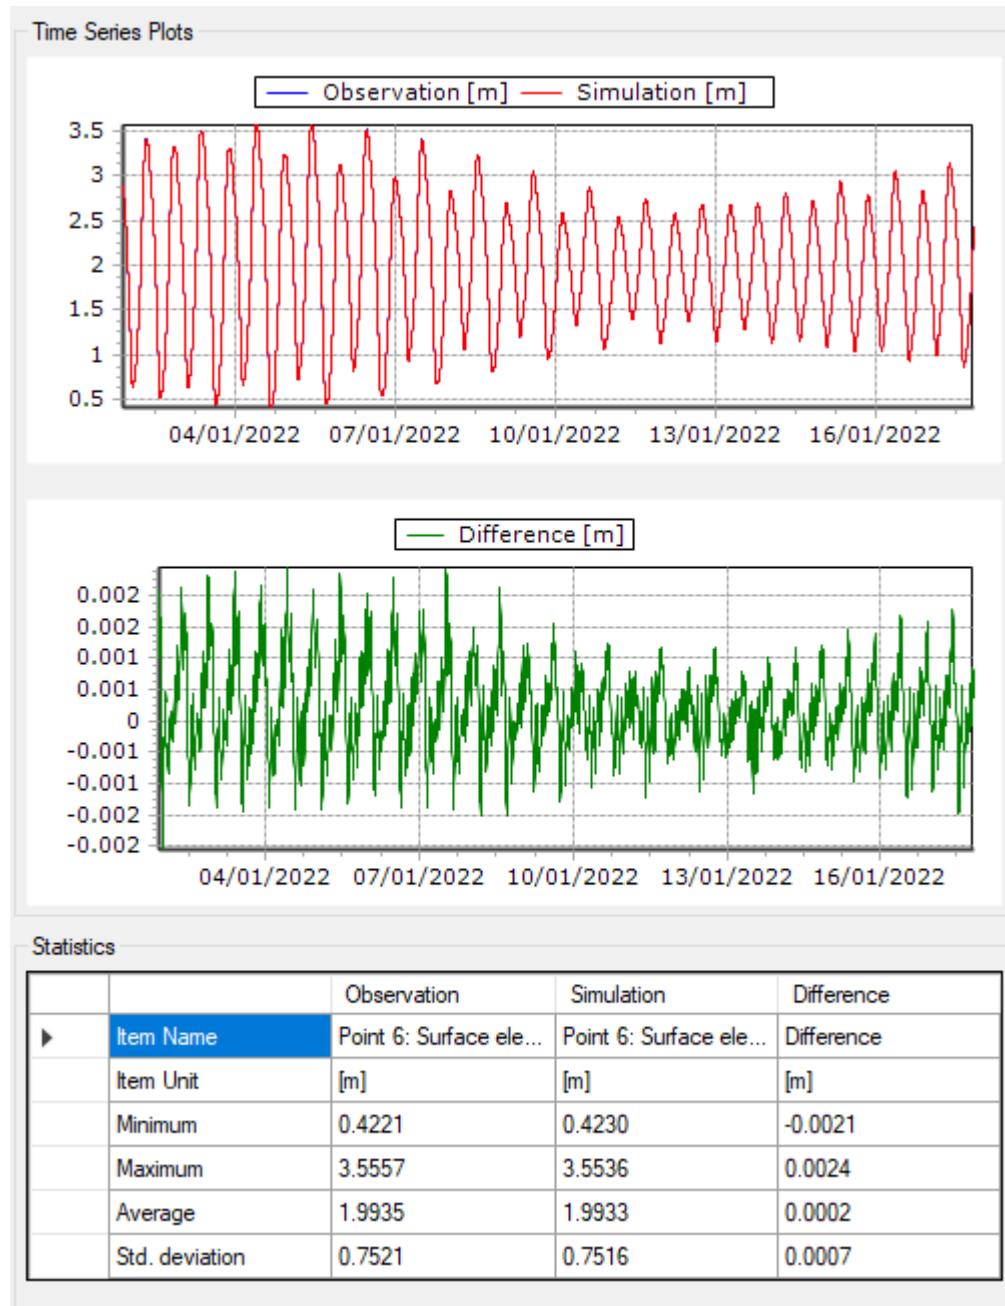 Time Series Plots
Observation [m] Simulation [m]
3.5
3
2.5
2
1.5
1
0.5
04/01/2022 07/01/2022 10/01/2022 13/01/2022 16/01/2022
Difference [m]
0.002
0.002
0.001
0.001
0
-0.001
-0.001
-0.002
-0.002
04/01/2022 07/01/2022 10/01/2022 13/01/2022 16/01/2022
Statistics
Observation Simulation Difference
Item Name Point 6: Surface ele... Point 6: Surface ele... Difference
Item Unit [m] [m] [m]
Minimum 0.4221 0.4230 -0.0021
Maximum 3.5557 3.5536 0.0024
Average 1.9935 1.9933 0.0002
Std. deviation 0.7521 0.7516 0.0007